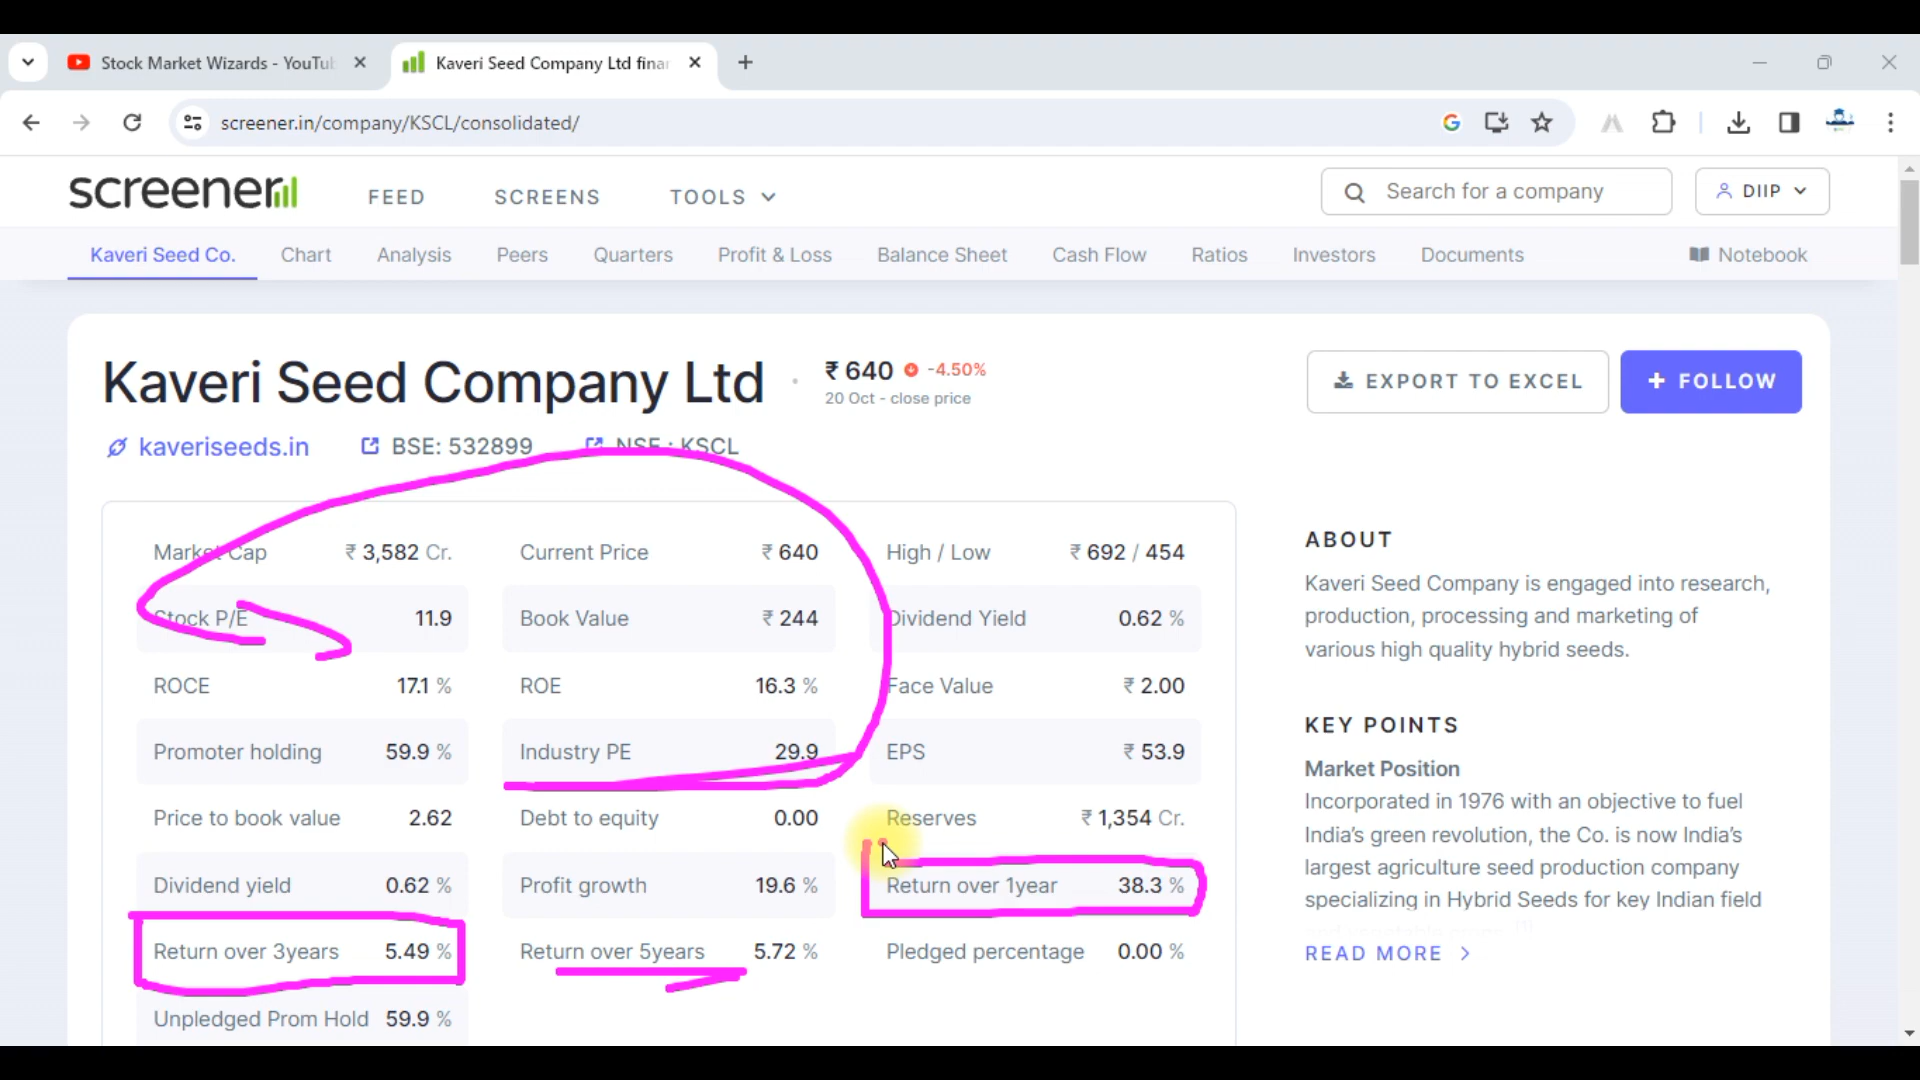 Stock Market Wizards - YouTub
Kaveri Seed Company Ltd finan
screener.in/company/KSCL/consolidated/
screener
FEED SCREENS TOOLS
Search for a company
DIIP
Kaveri Seed Co. Chart Analysis Peers Quarters Profit & Loss Balance Sheet Cash Flow Ratios Investors Documents Notebook
Kaveri Seed Company Ltd
₹ 640 -4.50%
20 Oct - close price
EXPORT TO EXCEL
+ FOLLOW
kaveriseeds.in BSE: 532899 NSE : KSCL
Market Cap ₹ 3,582 Cr. Current Price ₹ 640 High / Low ₹ 692 / 454
Stock P/E 11.9 Book Value ₹ 244 Dividend Yield 0.62 %
ROCE 17.1 % ROE 16.3 % Face Value ₹ 2.00
Promoter holding 59.9 % Industry PE 29.9 EPS ₹ 53.9
Price to book value 2.62 Debt to equity 0.00 Reserves ₹ 1,354 Cr.
Dividend yield 0.62 % Profit growth 19.6 % Return over 1year 38.3 %
Return over 3years 5.49 % Return over 5years 5.72 % Pledged percentage 0.00 %
Unpledged Prom Hold 59.9 %
ABOUT
Kaveri Seed Company is engaged into research,
production, processing and marketing of
various high quality hybrid seeds.
KEY POINTS
Market Position
Incorporated in 1976 with an objective to fuel
India's green revolution, the Co. is now India's
largest agriculture seed production company
specializing in Hybrid Seeds for key Indian field
READ MORE >